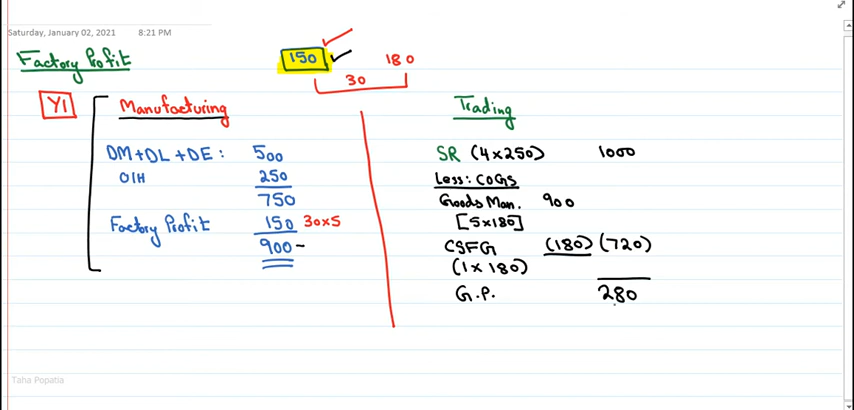 Saturday, January 02, 2021 8:21 PM
Factory Profit
150 180
30
Y1
Manufacturing
DM+DL+DE: 500
O/H 250
750
Factory Profit 150 30x5
900
Trading
SR (4x250) 1000
Less: COGS
Goods Man. 900
[5x180]
CSFG (180) (720)
(1x180)
G.P. 280
Taha Popatia